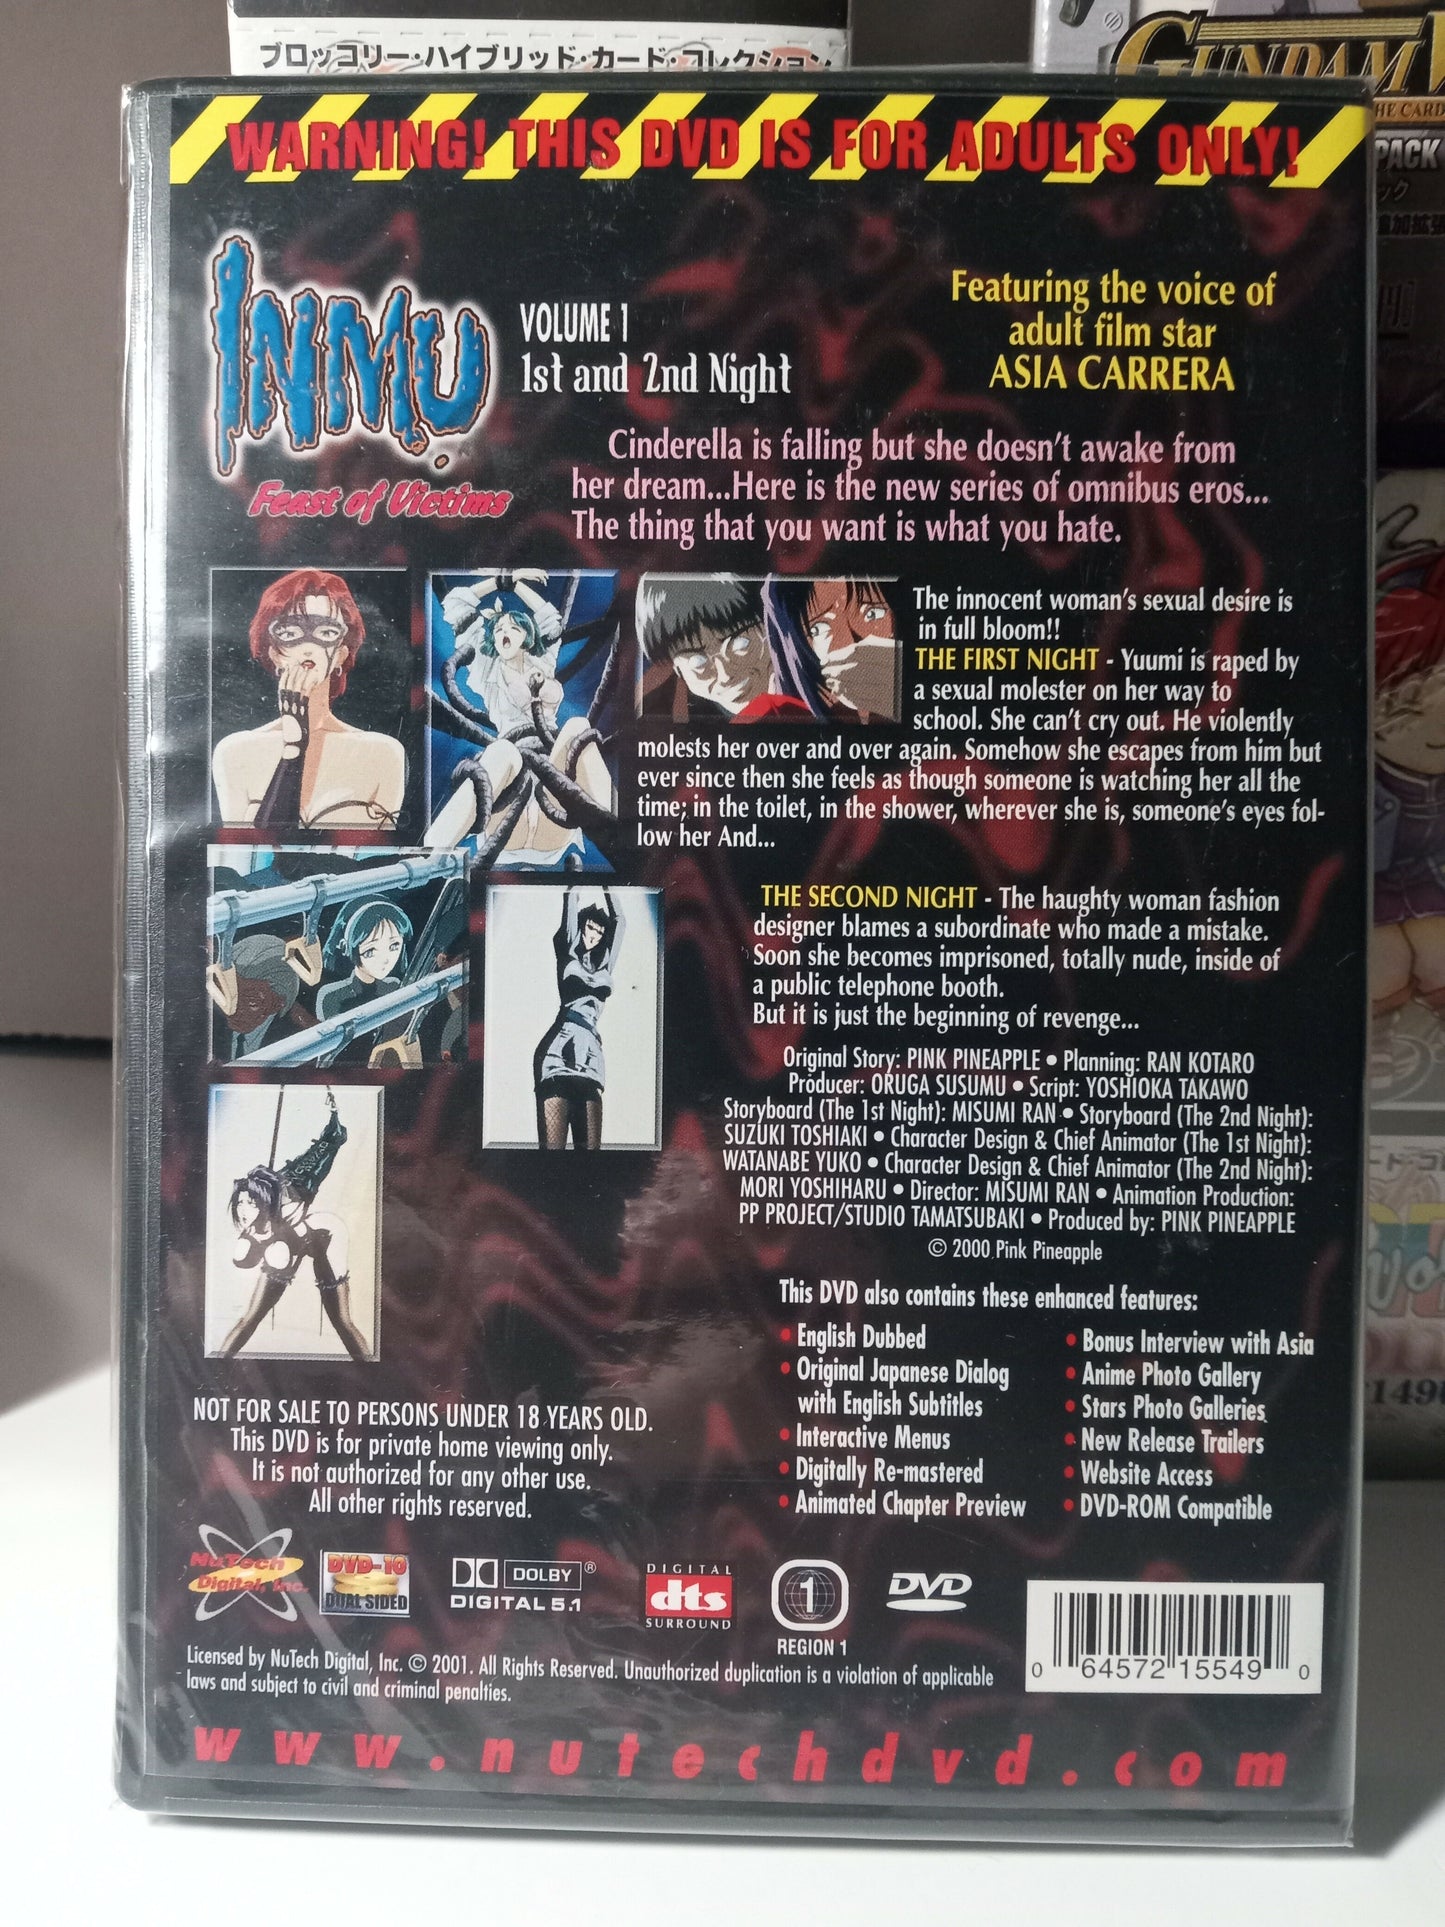 ブロッコリー・ハイブリッド・カード・コレクション
GUNDAM W
THE CARD
PACK
WARNING! THIS DVD IS FOR ADULTS ONLY!
INMU
Feast of Victims
VOLUME 1
1st and 2nd Night
Featuring the voice of
adult film star
ASIA CARRERA
Cinderella is falling but she doesn't awake from
her dream...Here is the new series of omnibus eros...
The thing that you want is what you hate.
The innocent woman's sexual desire is
in full bloom!!
THE FIRST NIGHT - Yuumi is raped by
a sexual molester on her way to
school. She can't cry out. He violently
molests her over and over again. Somehow she escapes from him but
ever since then she feels as though someone is watching her all the
time; in the toilet, in the shower, wherever she is, someone's eyes fol-
low her And...
THE SECOND NIGHT - The haughty woman fashion
designer blames a subordinate who made a mistake.
Soon she becomes imprisoned, totally nude, inside of
a public telephone booth.
But it is just the beginning of revenge...
Original Story: PINK PINEAPPLE • Planning: RAN KOTARO
Producer: ORUGA SUSUMU • Script: YOSHIOKA TAKAWO
Storyboard (The 1st Night): MISUMI RAN • Storyboard (The 2nd Night):
SUZUKI TOSHIAKI • Character Design & Chief Animator (The 1st Night):
WATANABE YUKO • Character Design & Chief Animator (The 2nd Night):
MORI YOSHIHARU • Director: MISUMI RAN • Animation Production:
PP PROJECT/STUDIO TAMATSUBAKI • Produced by: PINK PINEAPPLE
© 2000 Pink Pineapple
This DVD also contains these enhanced features:
• English Dubbed
• Original Japanese Dialog
with English Subtitles
• Interactive Menus
• Digitally Re-mastered
• Animated Chapter Preview
• Bonus Interview with Asia
• Anime Photo Gallery
• Stars Photo Galleries
• New Release Trailers
• Website Access
• DVD-ROM Compatible
NOT FOR SALE TO PERSONS UNDER 18 YEARS OLD.
This DVD is for private home viewing only.
It is not authorized for any other use.
All other rights reserved.
NuTech
Digital, Inc.
DVD-10
DUAL SIDED
DOLBY ®
DIGITAL 5.1
DIGITAL
dts
SURROUND
1
REGION 1
DVD
0 64572 15549 0
Licensed by NuTech Digital, Inc. © 2001. All Rights Reserved. Unauthorized duplication is a violation of applicable
laws and subject to civil and criminal penalties.
www.nutechdvd.com